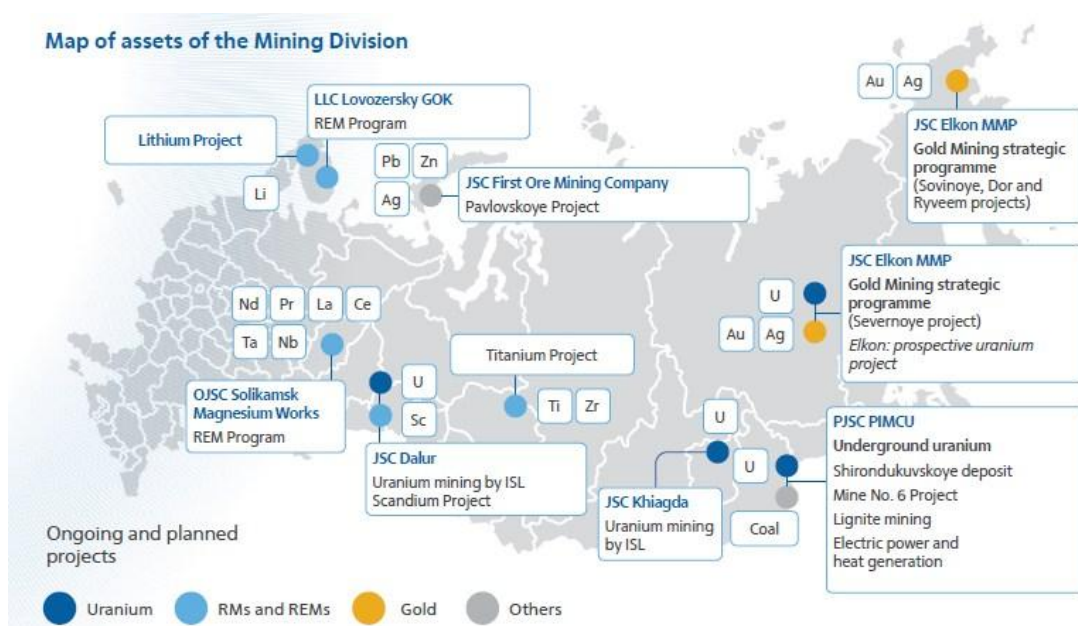 Map of assets of the Mining Division
LLC Lovozersky GOK
REM Program
Lithium Project
Li
Pb
Zn
Ag
JSC First Ore Mining Company
Pavlovskoye Project
Au
Ag
JSC Elkon MMP
Gold Mining strategic
programme
(Sovinoye, Dor and
Ryveem projects)
JSC Elkon MMP
Gold Mining strategic
programme
(Severnoye project)
Elkon: prospective uranium
project
U
Au
Ag
Nd
Pr
La
Ce
Ta
Nb
OJSC Solikamsk
Magnesium Works
REM Program
U
Sc
JSC Dalur
Uranium mining by ISL
Scandium Project
Titanium Project
Ti
Zr
U
JSC Khiagda
Uranium mining
by ISL
U
Coal
PJSC PIMCU
Underground uranium
Shirondukuvskoye deposit
Mine No. 6 Project
Lignite mining
Electric power and
heat generation
Ongoing and planned
projects
Uranium
RMs and REMs
Gold
Others